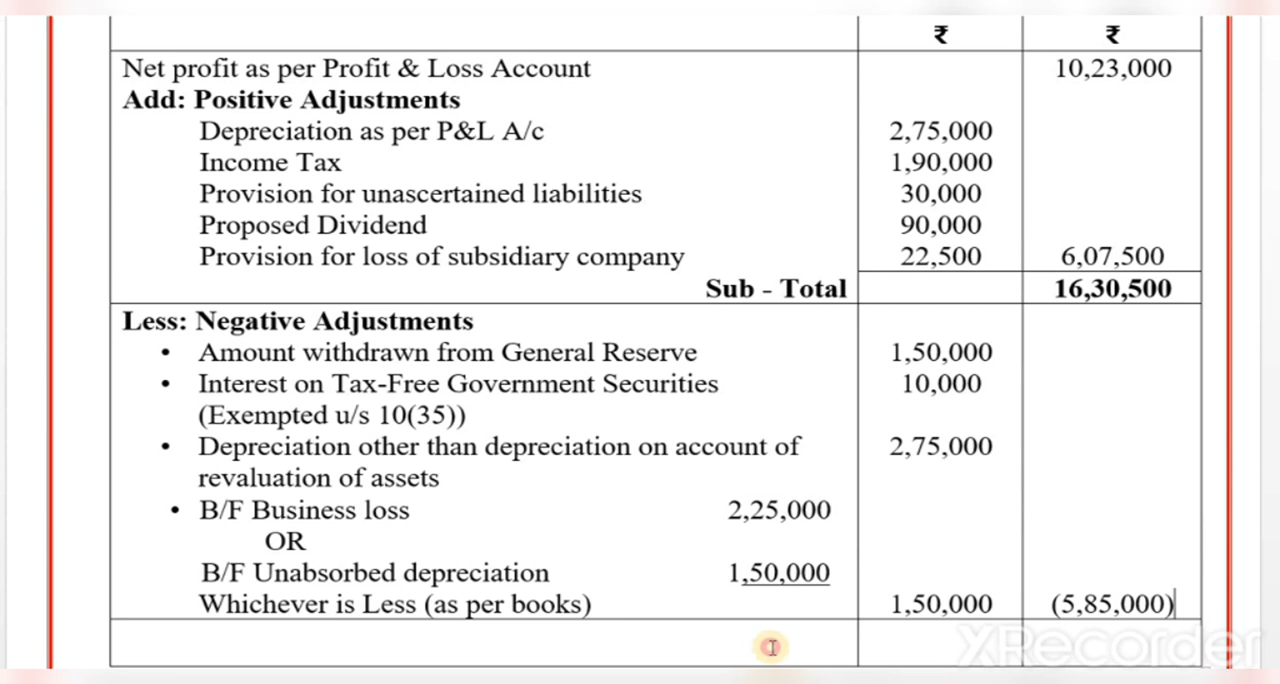 ₹ ₹
Net profit as per Profit & Loss Account 10,23,000
Add: Positive Adjustments
Depreciation as per P&L A/c 2,75,000
Income Tax 1,90,000
Provision for unascertained liabilities 30,000
Proposed Dividend 90,000
Provision for loss of subsidiary company 22,500 6,07,500
Sub - Total 16,30,500
Less: Negative Adjustments
• Amount withdrawn from General Reserve 1,50,000
• Interest on Tax-Free Government Securities 10,000
(Exempted u/s 10(35))
• Depreciation other than depreciation on account of 2,75,000
revaluation of assets
• B/F Business loss 2,25,000
OR
B/F Unabsorbed depreciation 1,50,000
Whichever is Less (as per books) 1,50,000 (5,85,000)
XRecorder